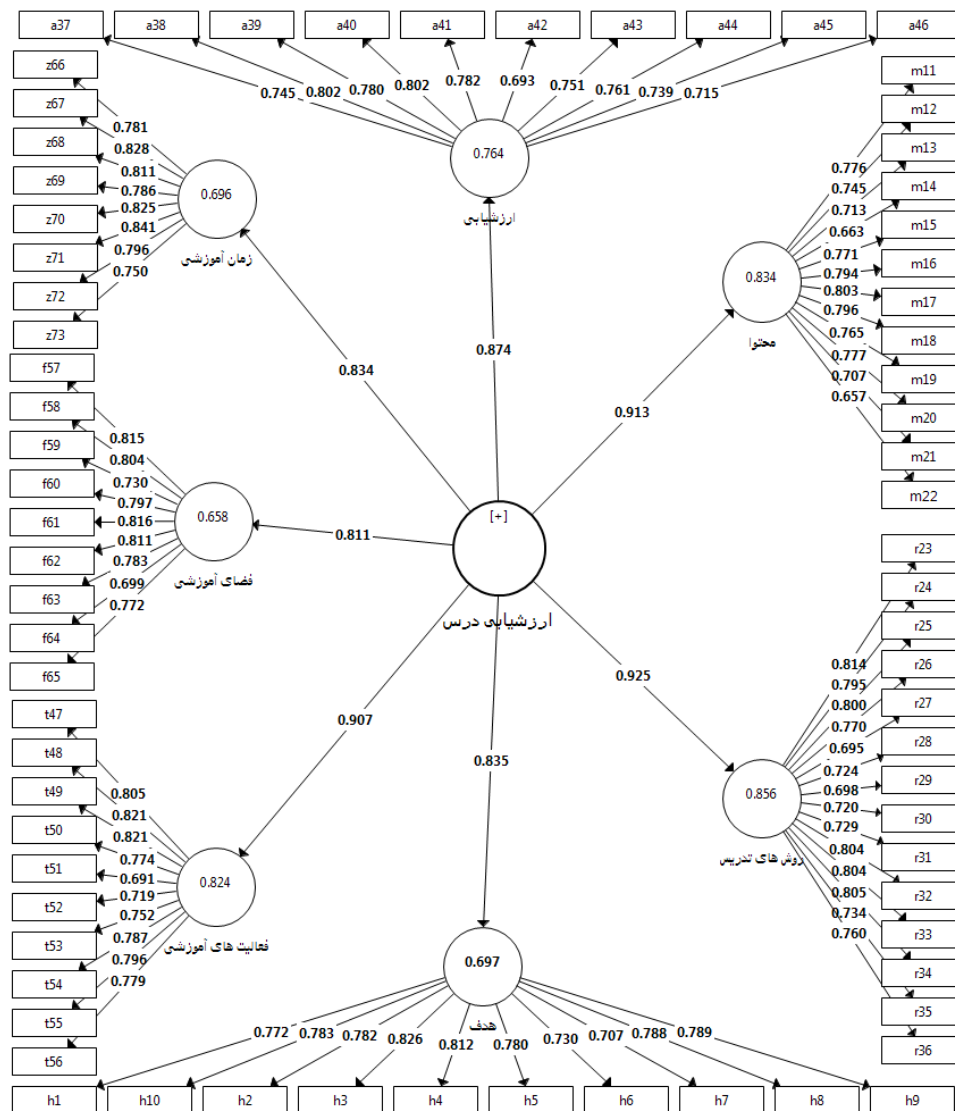 a37 a38 a39 a40 a41 a42 a43 a44 a45 a46
0.745 0.802 0.780 0.802 0.782 0.693 0.751 0.761 0.739 0.715
0.764
ارزشیابی
z66
z67
z68
z69
z70
z71
z72
z73
0.781
0.828
0.811
0.786
0.825
0.841
0.796
0.750
0.696
زمان آموزشی
m11
m12
m13
m14
m15
m16
m17
m18
m19
m20
m21
m22
0.776
0.745
0.713
0.663
0.771
0.794
0.803
0.796
0.765
0.777
0.707
0.657
0.834
محتوا
0.874
0.834
0.913
f57
f58
f59
f60
f61
f62
f63
f64
f65
0.815
0.804
0.730
0.797
0.816
0.811
0.783
0.699
0.772
0.658
فضای آموزشی
0.811
[+]
ارزشیابی درس
0.925
0.907
0.835
r23
r24
r25
r26
r27
r28
r29
r30
r31
r32
r33
r34
r35
r36
0.814
0.795
0.800
0.770
0.695
0.724
0.698
0.720
0.729
0.804
0.804
0.805
0.734
0.760
0.856
روش های تدریس
t47
t48
t49
t50
t51
t52
t53
t54
t55
t56
0.805
0.821
0.821
0.774
0.691
0.719
0.752
0.787
0.796
0.779
0.824
فعالیت های آموزشی
0.697
هدف
0.772 0.783 0.782 0.826 0.812 0.780 0.730 0.707 0.788 0.789
h1 h10 h2 h3 h4 h5 h6 h7 h8 h9